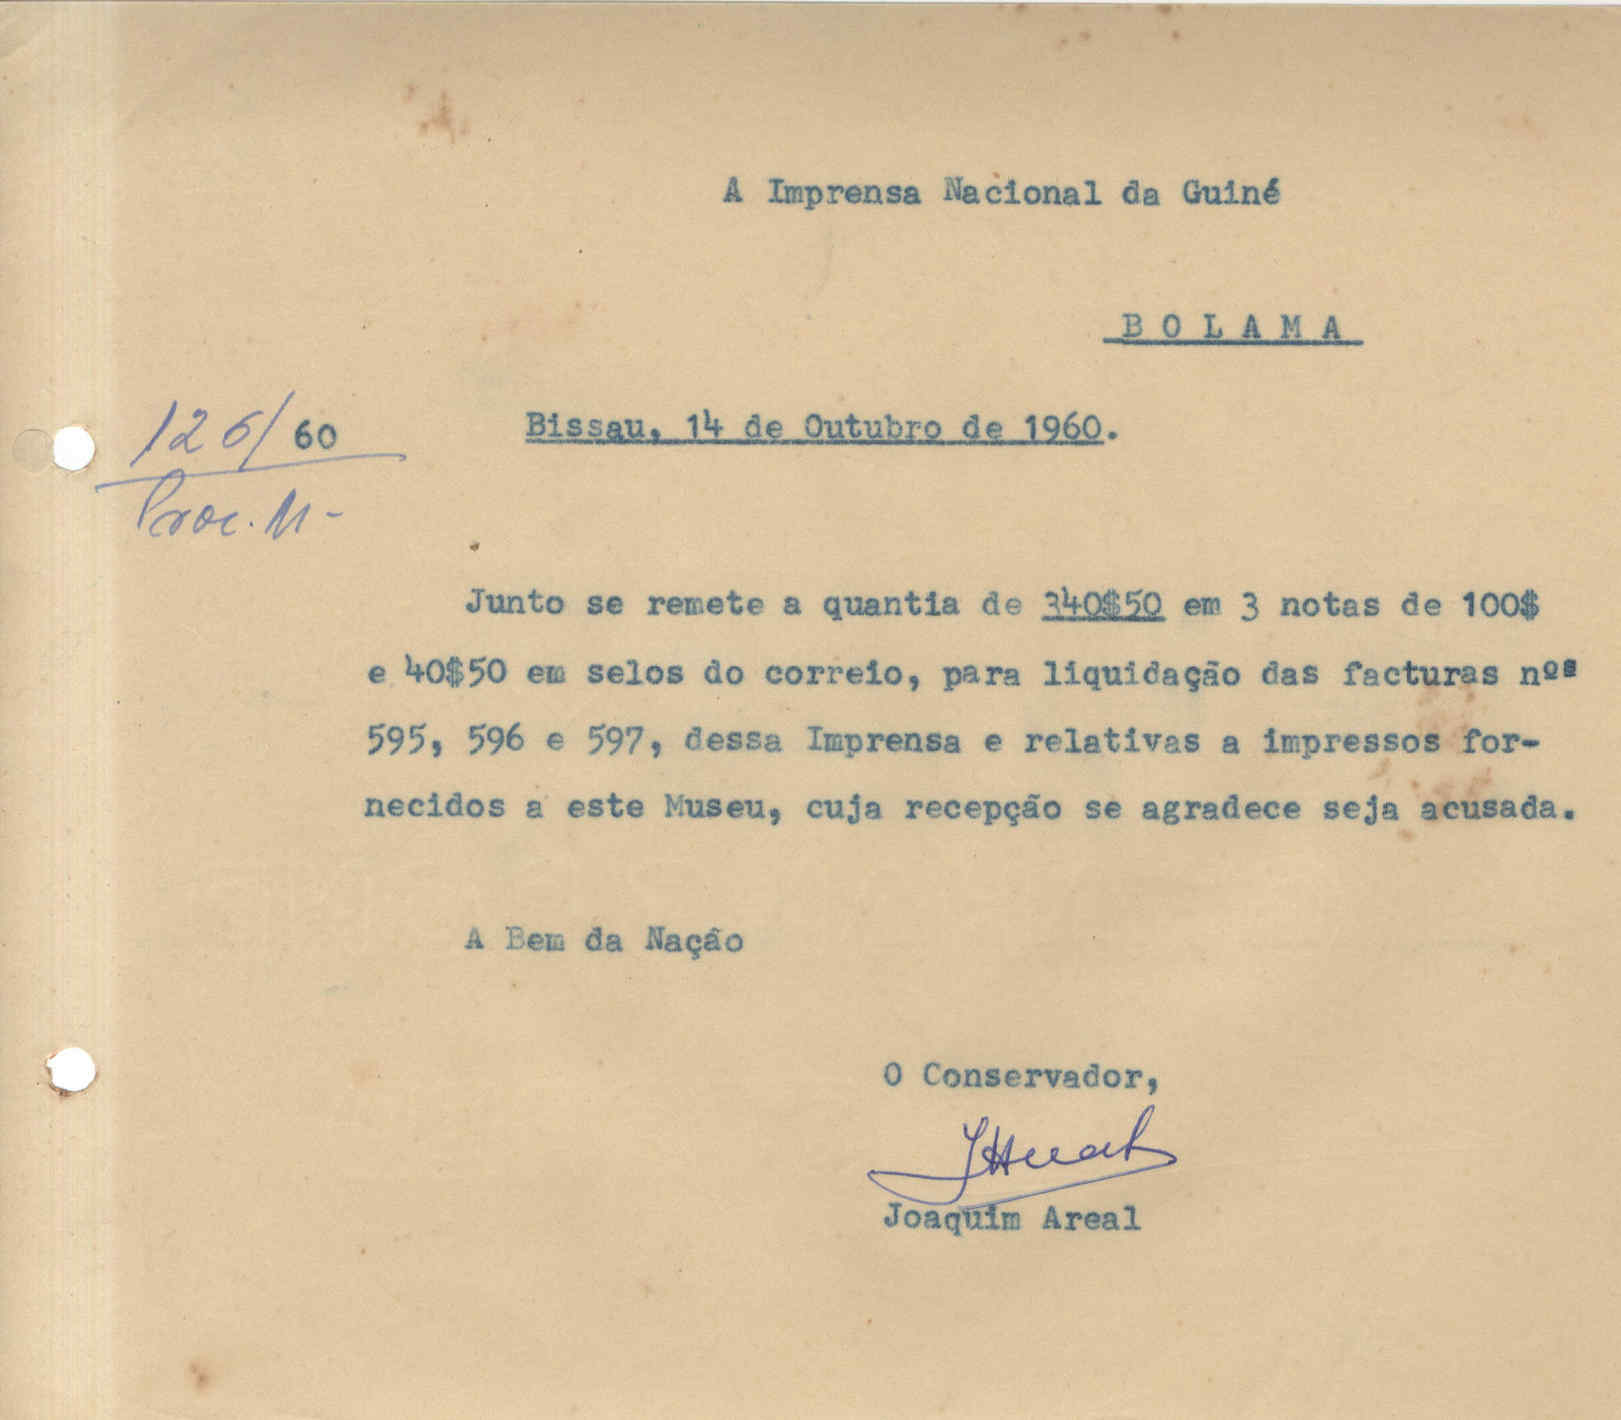 A Imprensa Nacional da Guiné
B O L A M A
126/60
Bissau, 14 de Outubro de 1960.
Proc. M-
Junto se remete a quantia de 340$50 em 3 notas de 100$
e 40$50 em selos do correio, para liquidação das facturas nºs
595, 596 e 597, dessa Imprensa e relativas a impressos for-
necidos a este Museu, cuja recepção se agradece seja acusada.
A Bem da Nação
O Conservador,
Joaquim Areal